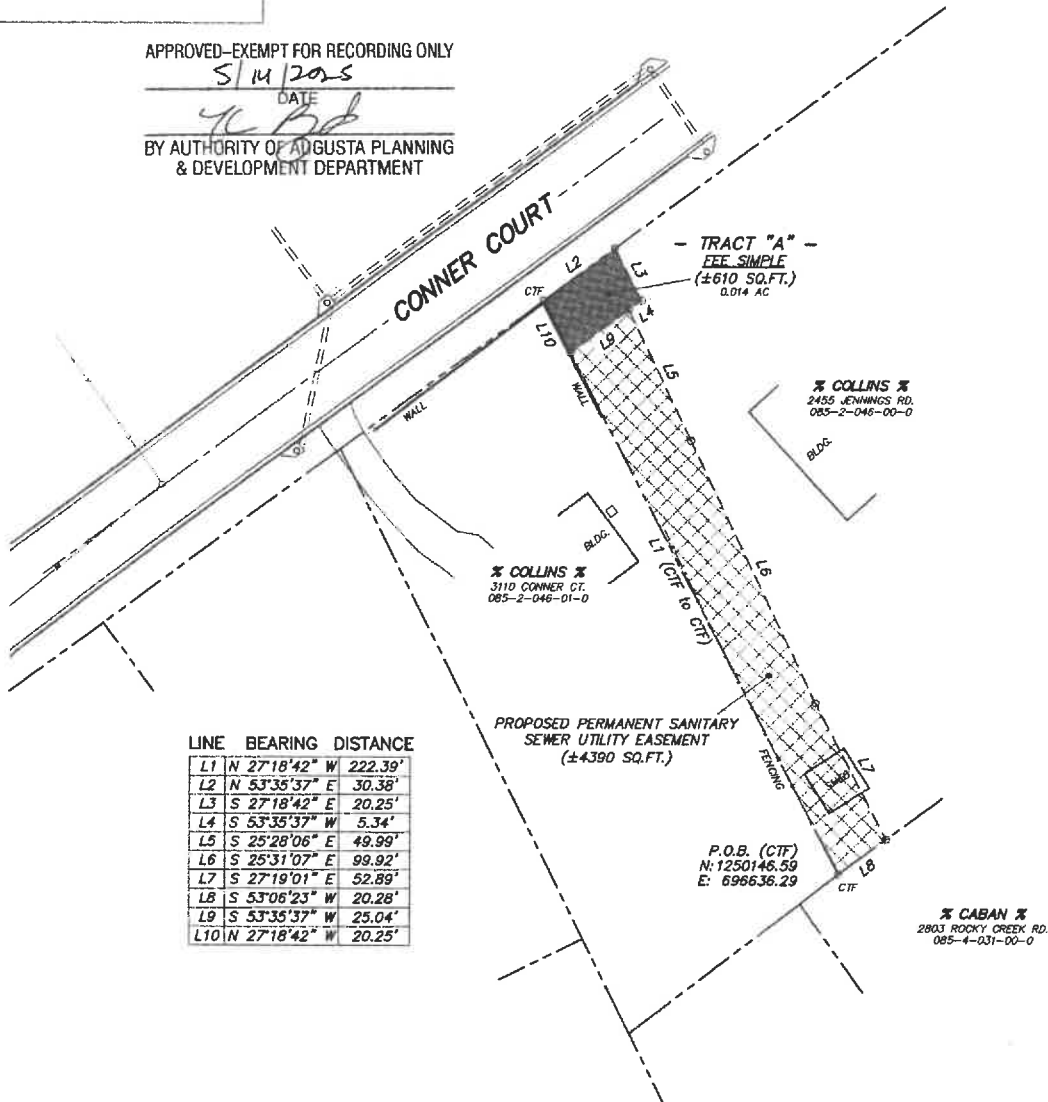 APPROVED-EXEMPT FOR RECORDING ONLY
5/14/2025
DATE
BY AUTHORITY OF AUGUSTA PLANNING
& DEVELOPMENT DEPARTMENT
CONNER COURT
L2
CTF
L3
- TRACT "A" -
FEE SIMPLE
(±610 SQ.FT.)
0.014 AC
L10
L9
L4
WALL
WALL
L5
% COLLINS %
2455 JENNINGS RD.
085-2-046-00-0
BLDG.
BLDG.
% COLLINS %
3110 CONNER CT.
085-2-046-01-0
L1 (CTF to CTF)
L6
PROPOSED PERMANENT SANITARY
SEWER UTILITY EASEMENT
(±4390 SQ.FT.)
FENCING
SHED
L7
LINE BEARING DISTANCE
L1 N 27°18'42" W 222.39'
L2 N 53°35'37" E 30.38'
L3 S 27°18'42" E 20.25'
L4 S 53°35'37" W 5.34'
L5 S 25°28'06" E 49.99'
L6 S 25°31'07" E 99.92'
L7 S 27°19'01" E 52.89'
L8 S 53°06'23" W 20.28'
L9 S 53°35'37" W 25.04'
L10 N 27°18'42" W 20.25'
P.O.B. (CTF)
N: 1250146.59
E: 696636.29
CTF
L8
% CABAN %
2803 ROCKY CREEK RD.
085-4-031-00-0